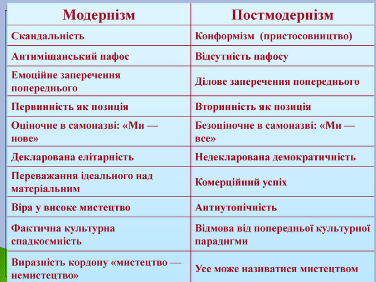 Модернізм Постмодернізм
Скандальність Конформізм (пристосовництво)
Антиміщанський пафос Відсутність пафосу
Емоційне заперечення
попереднього
Ділове заперечення попереднього
Первинність як позиція Вторинність як позиція
Оціночне в самоназві: «Ми —
нове»
Безоціночне в самоназві: «Ми —
все»
Декларована елітарність Недекларована демократичність
Переважання ідеального над
матеріальним
Комерційний успіх
Віра у високе мистецтво Антиутопічність
Фактична культурна
спадкоємність
Відмова від попередньої культурної
парадигми
Виразність кордону «мистецтво —
немистецтво»
Усе може називатися мистецтвом